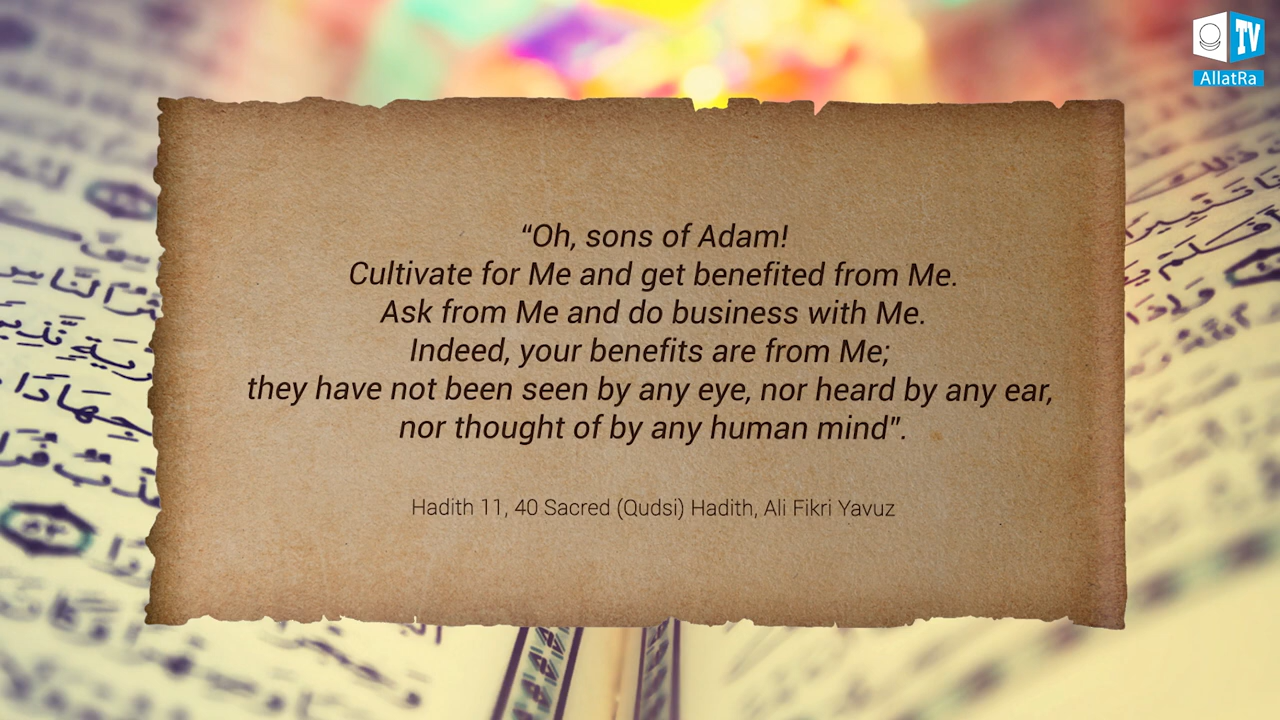 TV
AllatRa
“Oh, sons of Adam!
Cultivate for Me and get benefited from Me.
Ask from Me and do business with Me.
Indeed, your benefits are from Me;
they have not been seen by any eye, nor heard by any ear,
nor thought of by any human mind”.
Hadith 11, 40 Sacred (Qudsi) Hadith, Ali Fikri Yavuz